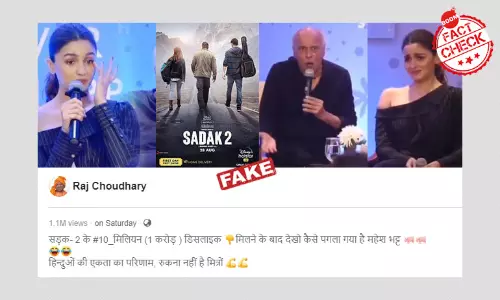 BOOM
FACT
CHECK
SADAK 2
28 AUG
FAKE
Raj Choudhary
1.1M views · on Saturday ·
सड़क- 2 के #10_मिलियन (1 करोड़ ) डिसलाइक 👇मिलने के बाद देखो कैसे पगला गया है महेश भट्ट
😂😂
हिन्दुओं की एकता का परिणाम, रुकना नहीं है मित्रों 💪💪